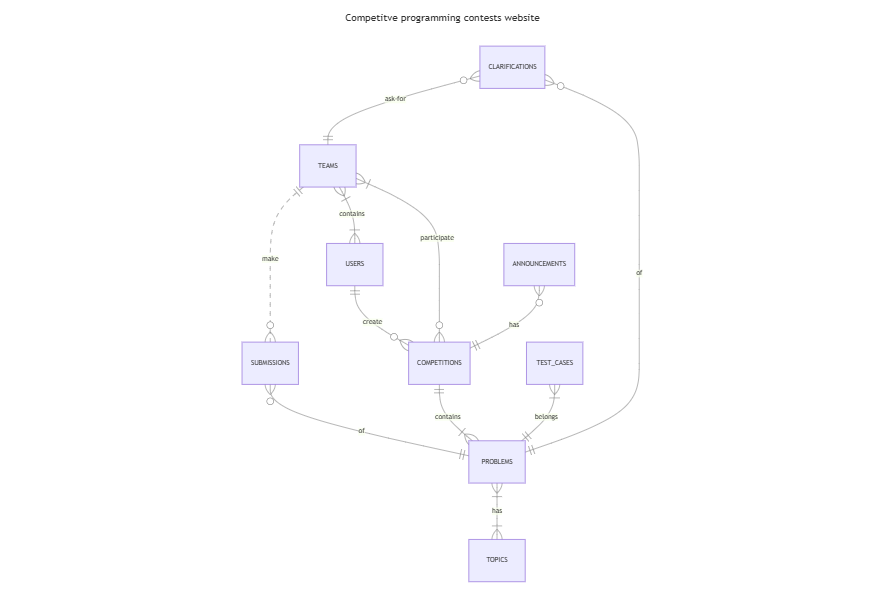 Competitve programming contests website
CLARIFICATIONS
ask-for
TEAMS
contains
participate
make
USERS
ANNOUNCEMENTS
of
create
has
SUBMISSIONS
COMPETITIONS
TEST_CASES
contains
belongs
of
PROBLEMS
has
TOPICS